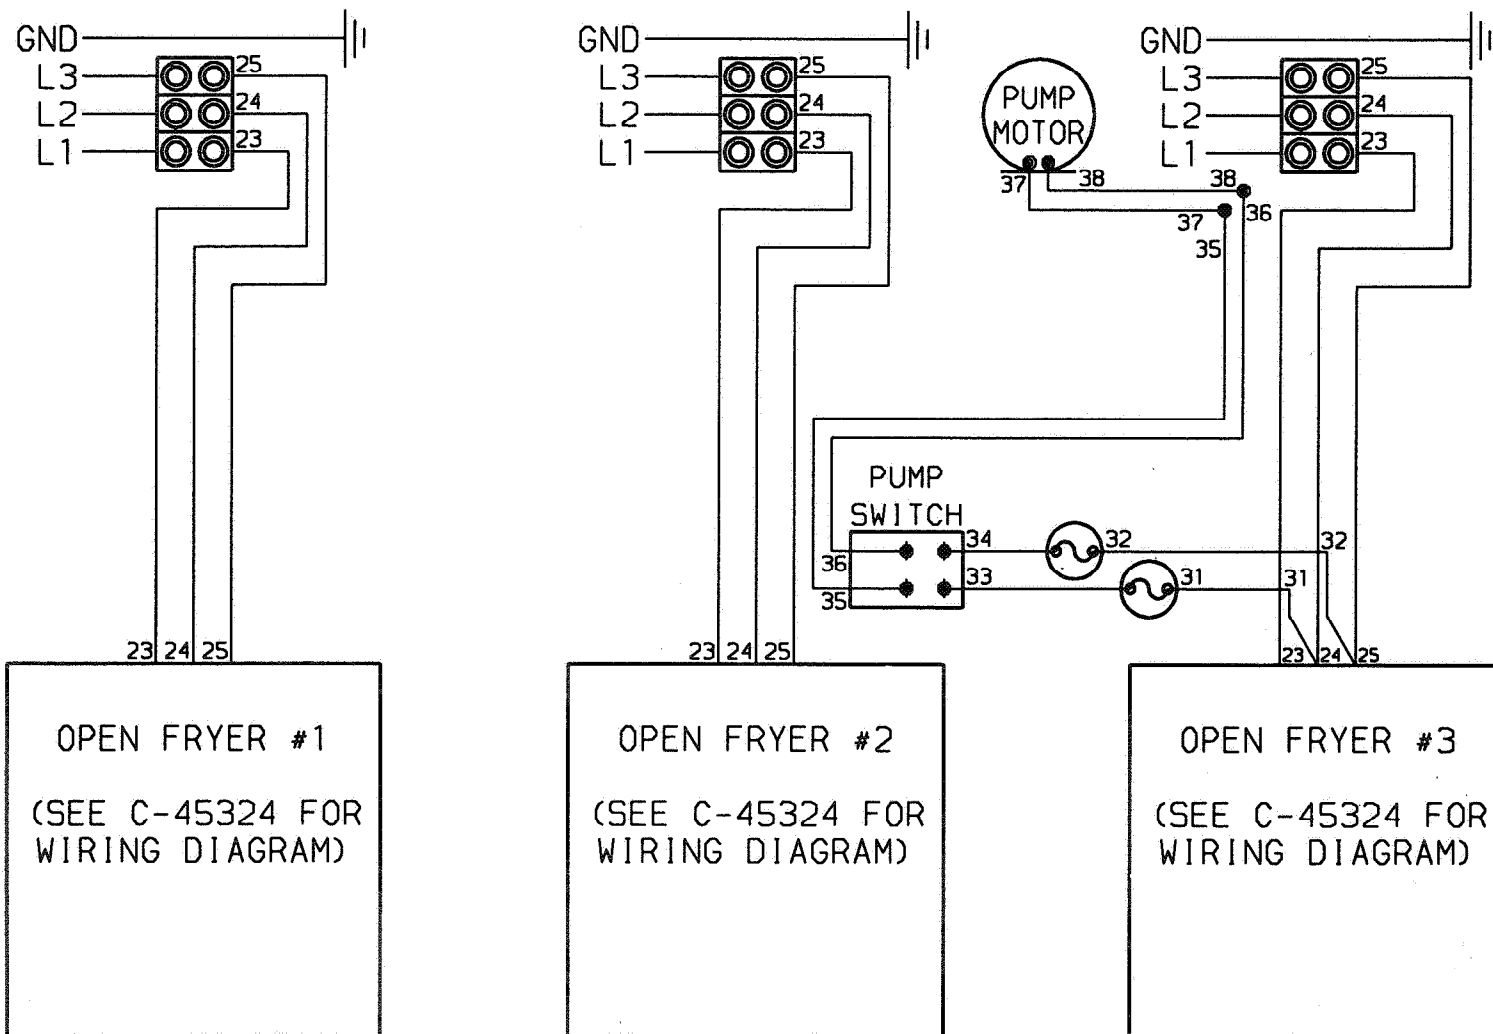 GND
L3
L2
L1
25
24
23
GND
L3
L2
L1
25
24
23
PUMP
MOTOR
37
38
38
36
37
35
GND
L3
L2
L1
25
24
23
PUMP
SWITCH
36
35
34
33
32
31
32
31
23 24 25
23 24 25
23 24 25
OPEN FRYER #1
(SEE C-45324 FOR
WIRING DIAGRAM)
OPEN FRYER #2
(SEE C-45324 FOR
WIRING DIAGRAM)
OPEN FRYER #3
(SEE C-45324 FOR
WIRING DIAGRAM)